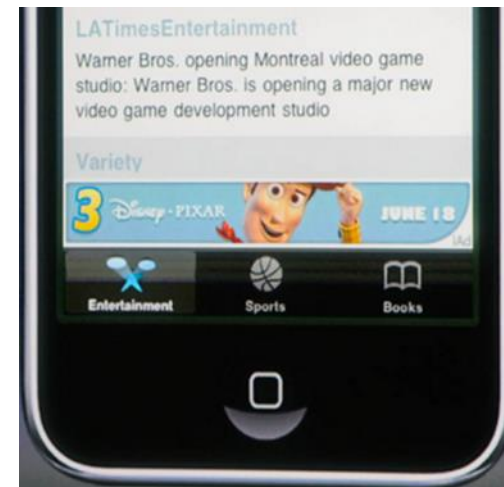 LATimesEntertainment
Warner Bros. opening Montreal video game
studio: Warner Bros. is opening a major new
video game development studio
Variety
3 Disney · PIXAR JUNE 18
iAd
Entertainment Sports Books